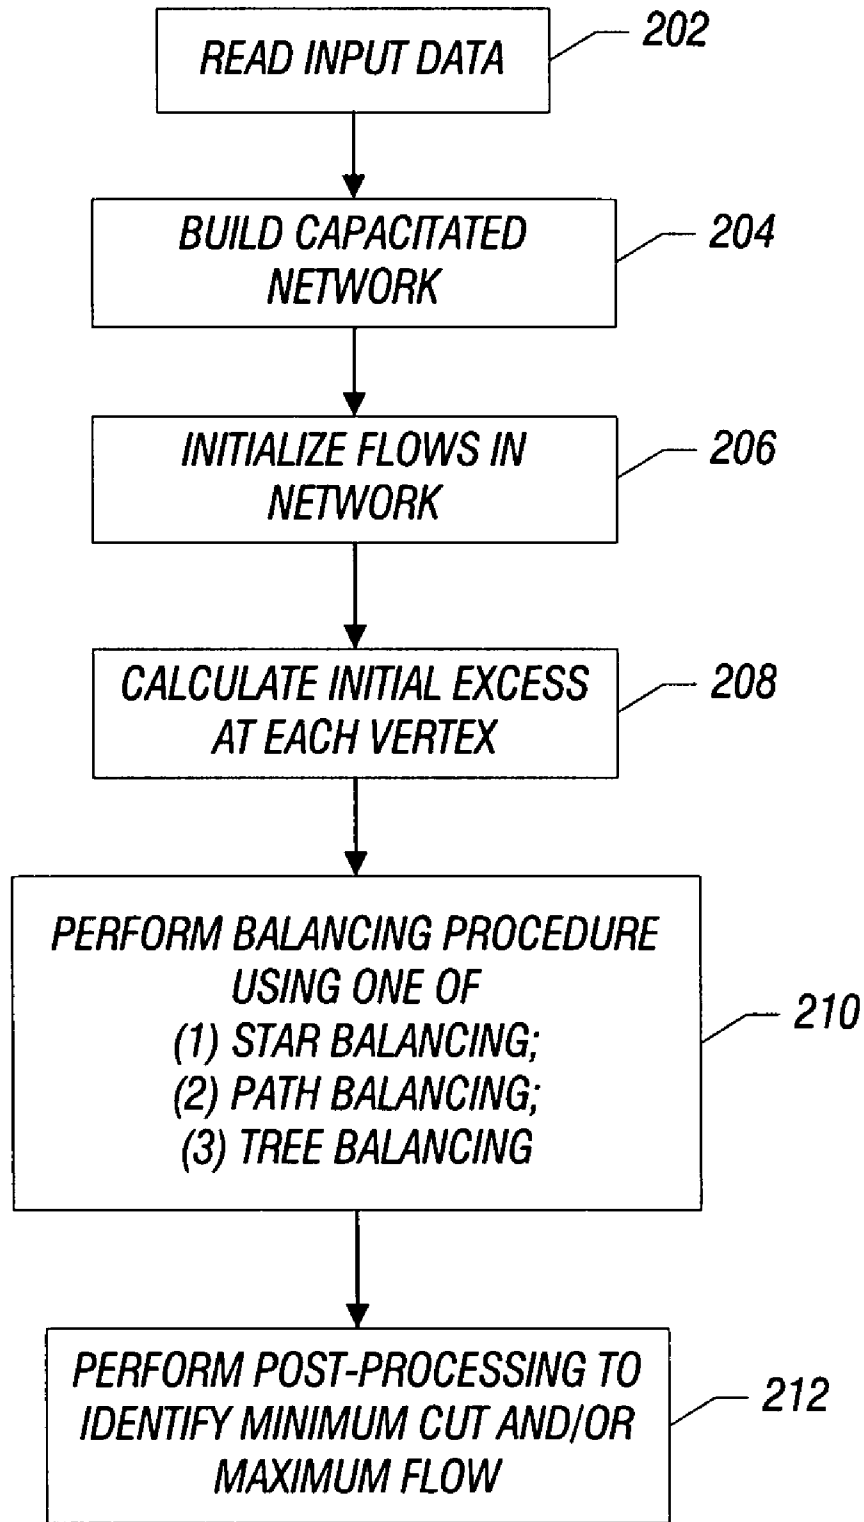 READ INPUT DATA
202
BUILD CAPACITATED
NETWORK
204
INITIALIZE FLOWS IN
NETWORK
206
CALCULATE INITIAL EXCESS
AT EACH VERTEX
208
PERFORM BALANCING PROCEDURE
USING ONE OF
(1) STAR BALANCING;
(2) PATH BALANCING;
(3) TREE BALANCING
210
PERFORM POST-PROCESSING TO
IDENTIFY MINIMUM CUT AND/OR
MAXIMUM FLOW
212